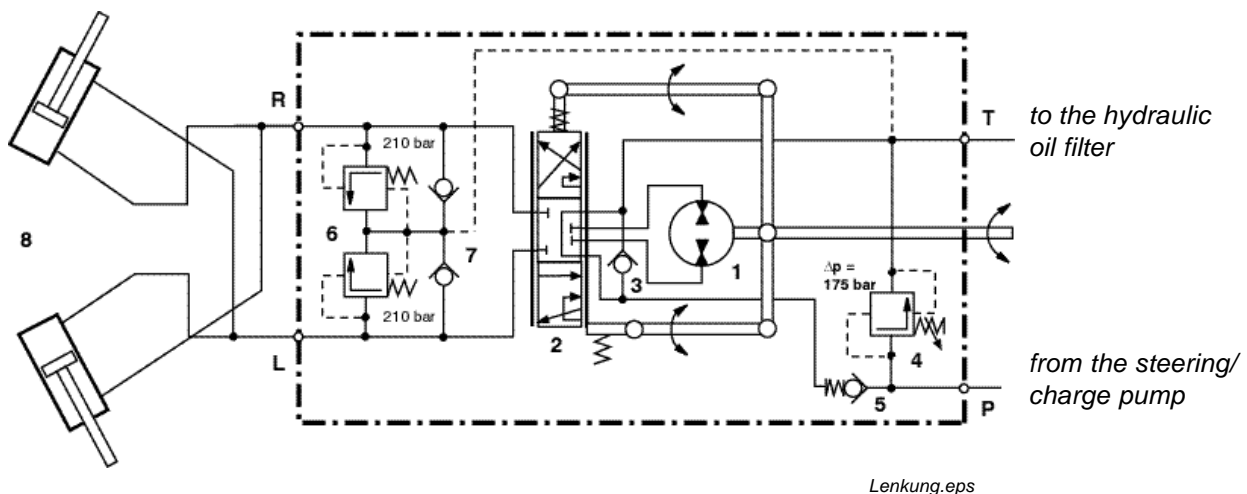 R
210 bar
T
to the hydraulic
oil filter
8
6
7
3
1
Δp =
175 bar
210 bar
2
4
from the steering/
charge pump
L
5
P
Lenkung.eps